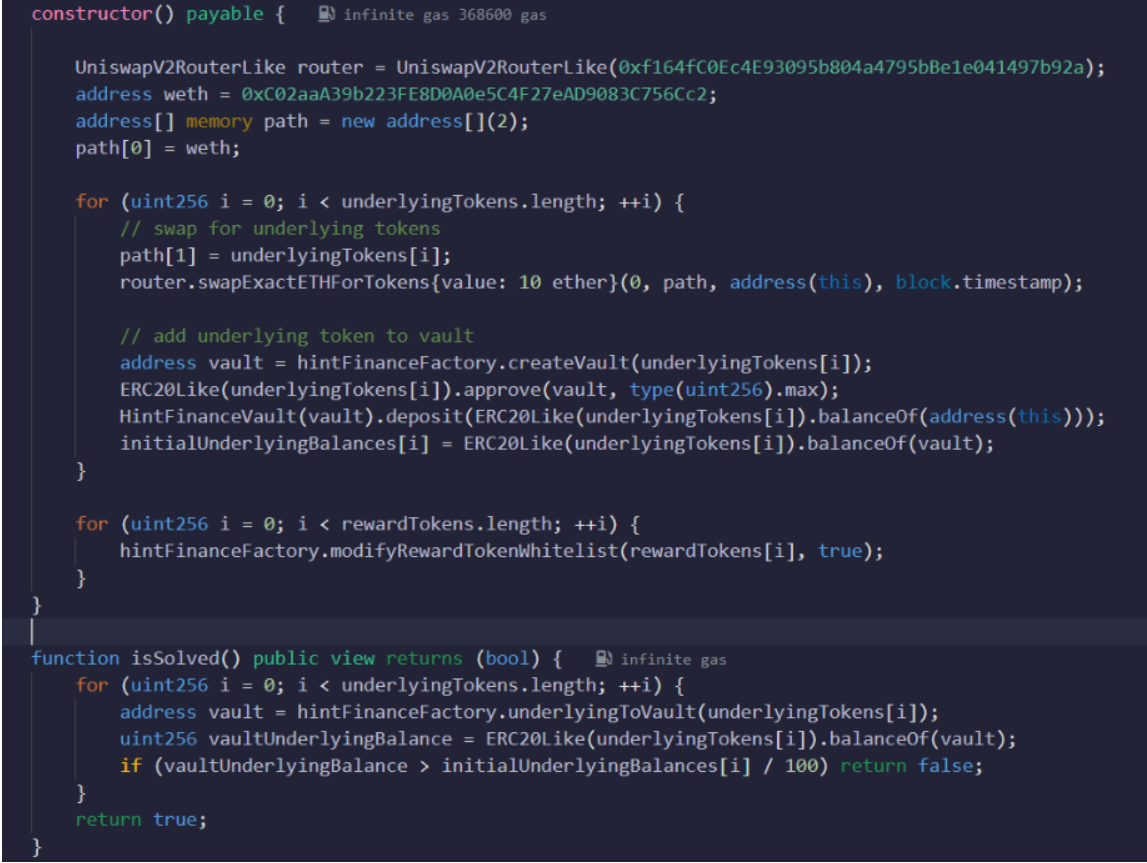 constructor() payable { infinite gas 368600 gas
UniswapV2RouterLike router = UniswapV2RouterLike(0xf164fC0Ec4E93095b804a4795bBe1e041497b92a);
address weth = 0xC02aaA39b223FE8D0A0e5C4F27eAD9083C756Cc2;
address[] memory path = new address[](2);
path[0] = weth;
for (uint256 i = 0; i < underlyingTokens.length; ++i) {
// swap for underlying tokens
path[1] = underlyingTokens[i];
router.swapExactETHForTokens{value: 10 ether}(0, path, address(this), block.timestamp);
// add underlying token to vault
address vault = hintFinanceFactory.createVault(underlyingTokens[i]);
ERC20Like(underlyingTokens[i]).approve(vault, type(uint256).max);
HintFinanceVault(vault).deposit(ERC20Like(underlyingTokens[i]).balanceOf(address(this)));
initialUnderlyingBalances[i] = ERC20Like(underlyingTokens[i]).balanceOf(vault);
}
for (uint256 i = 0; i < rewardTokens.length; ++i) {
hintFinanceFactory.modifyRewardTokenWhitelist(rewardTokens[i], true);
}
}
function isSolved() public view returns (bool) { infinite gas
for (uint256 i = 0; i < underlyingTokens.length; ++i) {
address vault = hintFinanceFactory.underlyingToVault(underlyingTokens[i]);
uint256 vaultUnderlyingBalance = ERC20Like(underlyingTokens[i]).balanceOf(vault);
if (vaultUnderlyingBalance > initialUnderlyingBalances[i] / 100) return false;
}
return true;
}